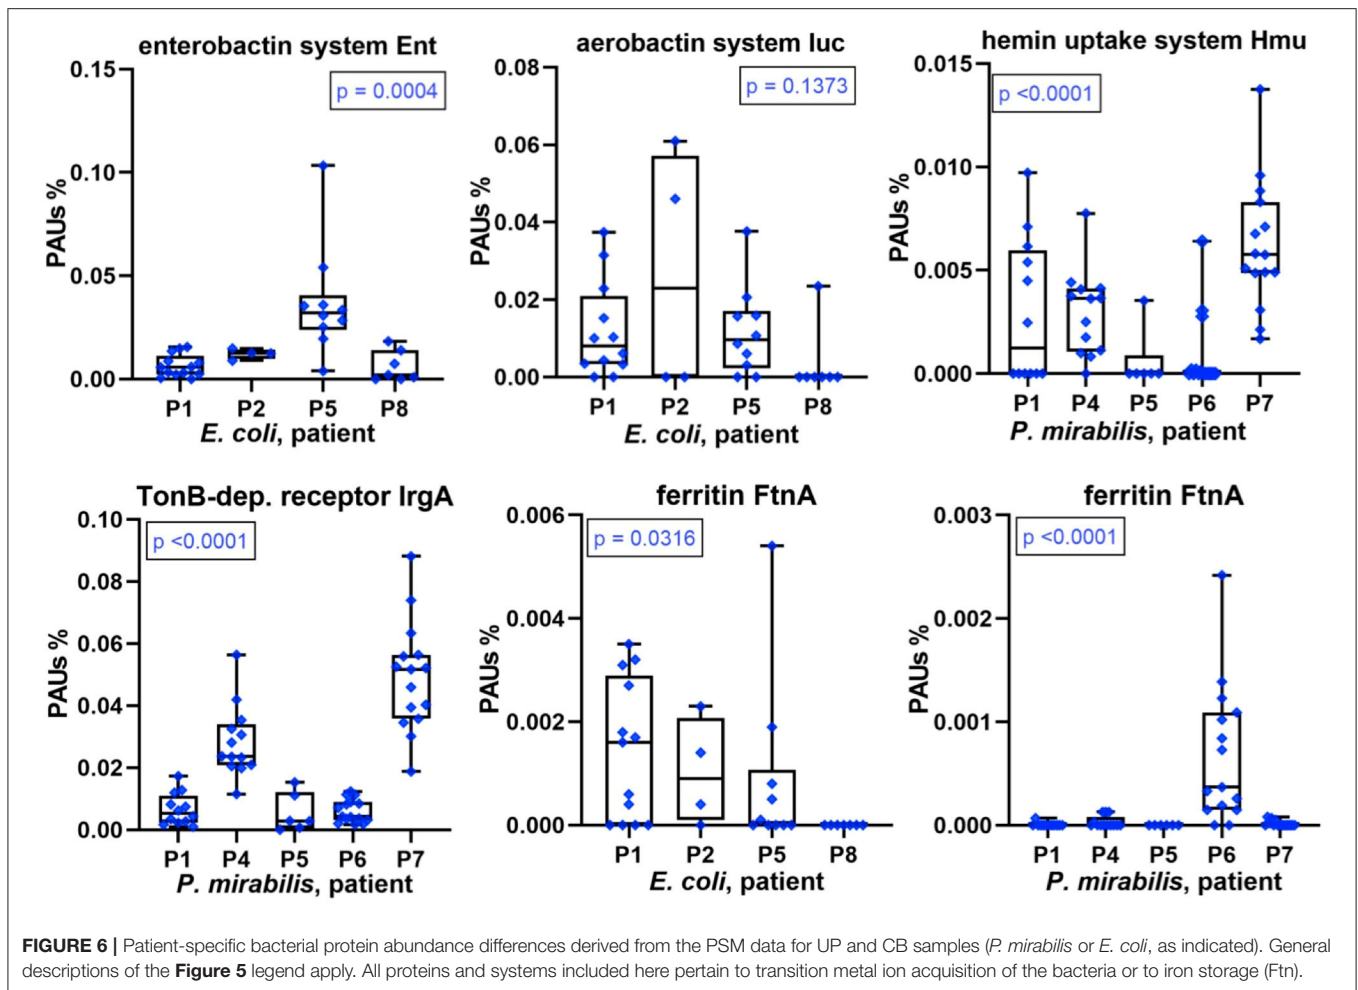 enterobactin system Ent
p = 0.0004
PAUs %
0.15
0.10
0.05
0.00
P1 P2 P5 P8
E. coli, patient
aerobactin system Iuc
p = 0.1373
PAUs %
0.08
0.06
0.04
0.02
0.00
P1 P2 P5 P8
E. coli, patient
hemin uptake system Hmu
p <0.0001
PAUs %
0.015
0.010
0.005
0.000
P1 P4 P5 P6 P7
P. mirabilis, patient
TonB-dep. receptor IrgA
p <0.0001
PAUs %
0.10
0.08
0.06
0.04
0.02
0.00
P1 P4 P5 P6 P7
P. mirabilis, patient
ferritin FtnA
p = 0.0316
PAUs %
0.006
0.004
0.002
0.000
P1 P2 P5 P8
E. coli, patient
ferritin FtnA
p <0.0001
PAUs %
0.003
0.002
0.001
0.000
P1 P4 P5 P6 P7
P. mirabilis, patient
FIGURE 6 | Patient-specific bacterial protein abundance differences derived from the PSM data for UP and CB samples (P. mirabilis or E. coli, as indicated). General
descriptions of the Figure 5 legend apply. All proteins and systems included here pertain to transition metal ion acquisition of the bacteria or to iron storage (Ftn).